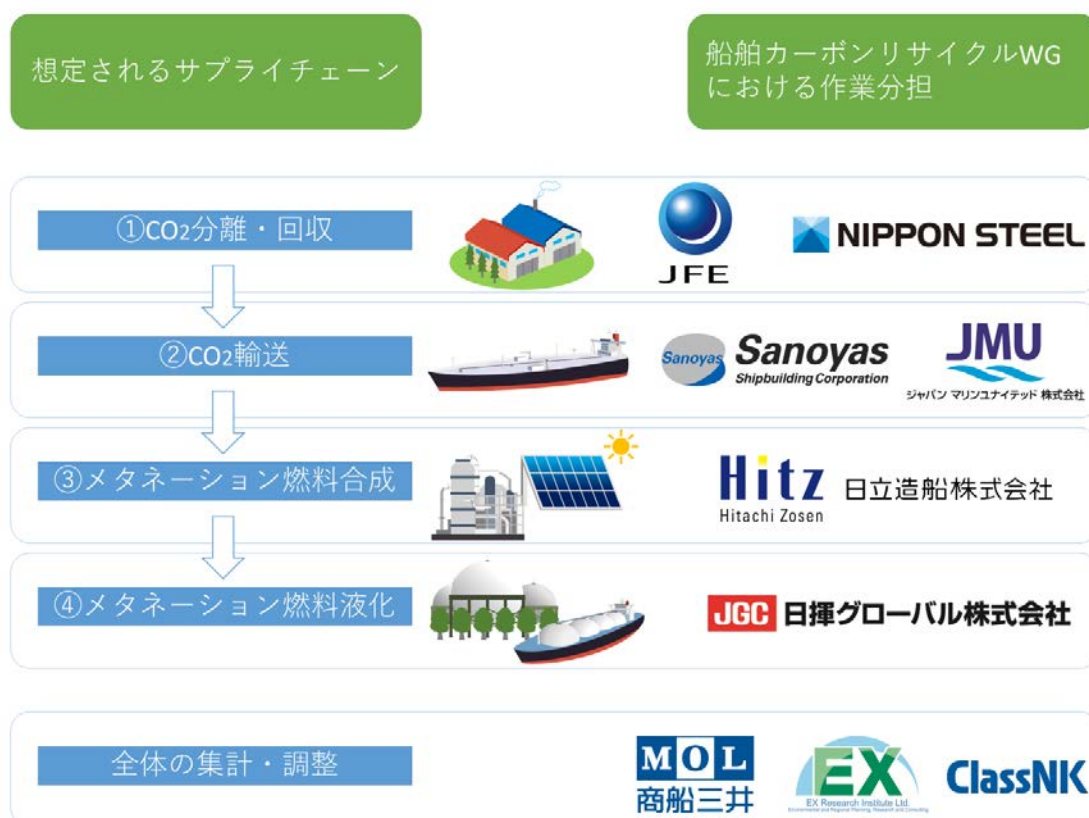 想定されるサプライチェーン
船舶カーボンリサイクルWG
における作業分担
①CO₂分離・回収
JFE
NIPPON STEEL
②CO₂輸送
Sanoyas
Sanoyas
Shipbuilding Corporation
JMU
ジャパン マリンユナイテッド 株式会社
③メタネーション燃料合成
Hitz
Hitachi Zosen
日立造船株式会社
④メタネーション燃料液化
JGC 日揮グローバル株式会社
全体の集計・調整
MOL
商船三井
EX
EX Research Institute Ltd.
Environmental and Regional Planning, Research and Consulting
ClassNK